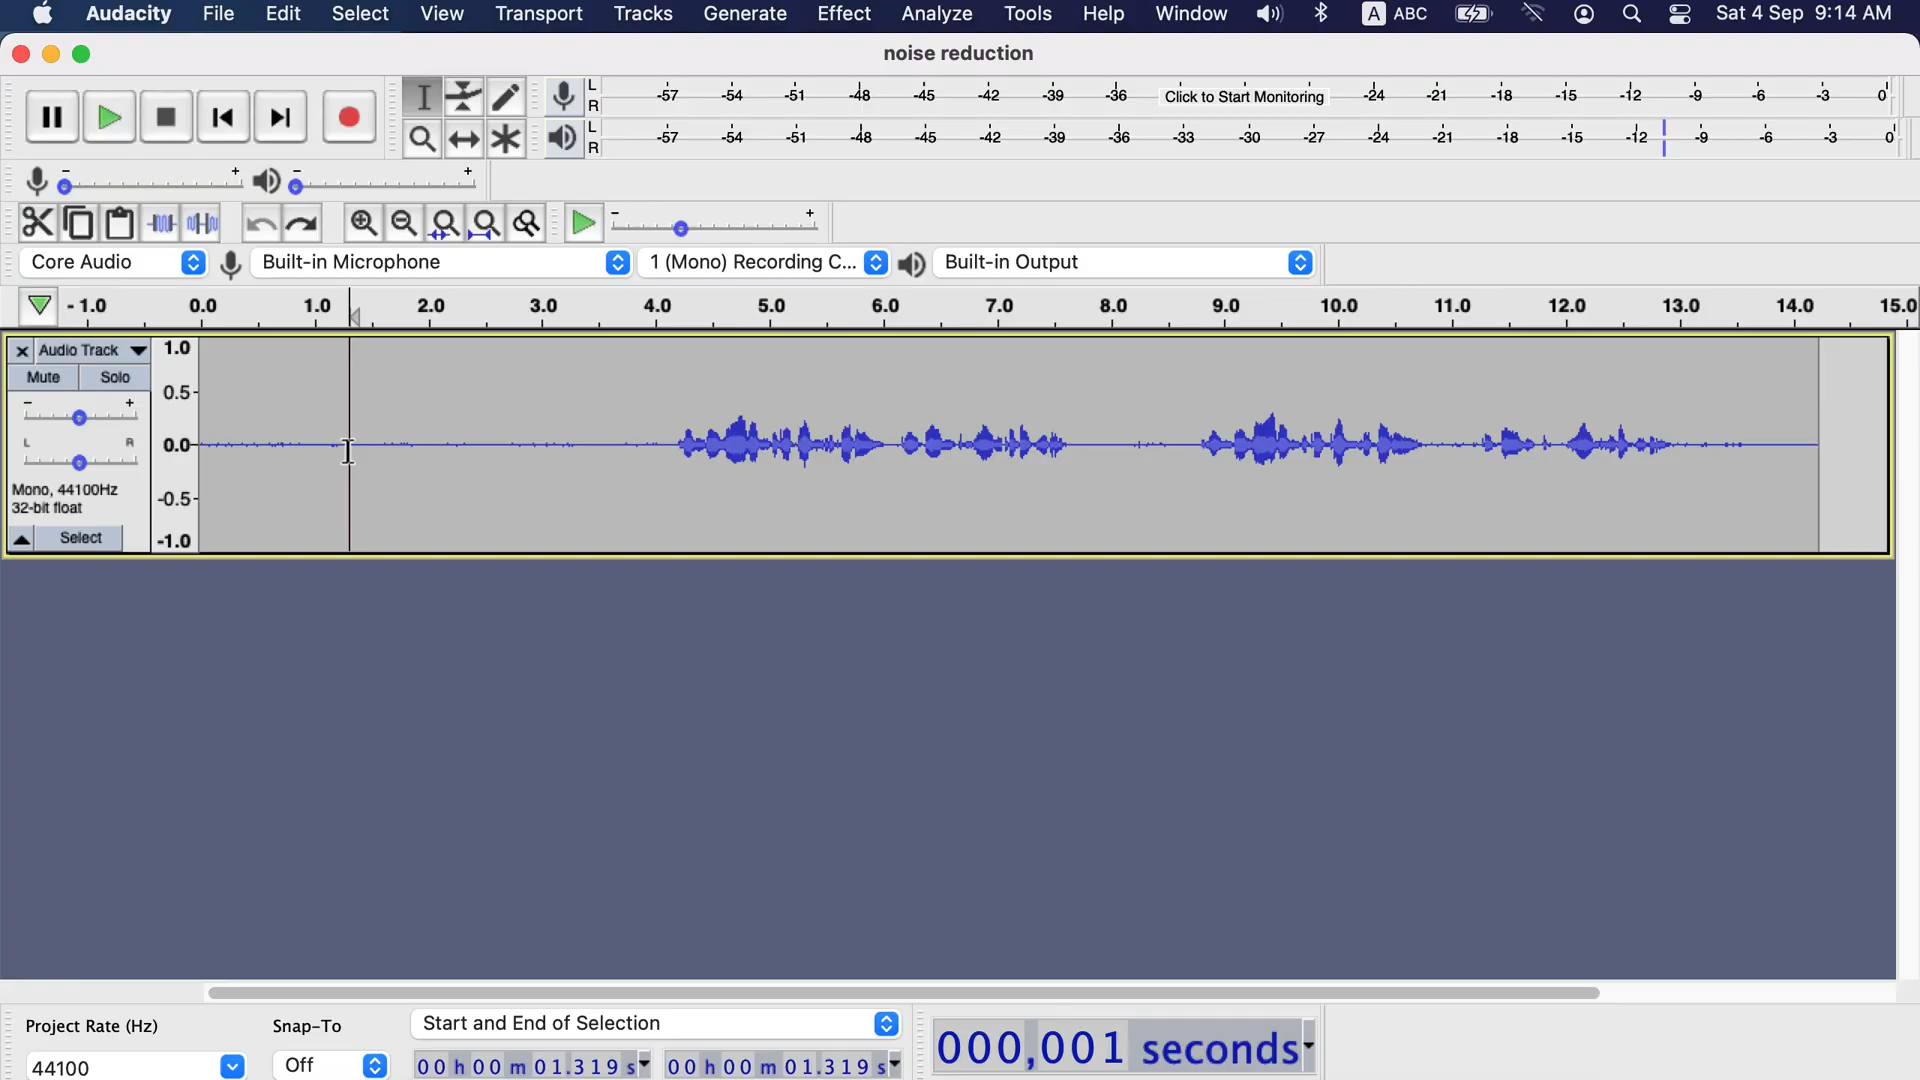 Audacity File Edit Select View Transport Tracks Generate Effect Analyze Tools Help Window A ABC Sat 4 Sep 9:14 AM
noise reduction
L
R
-57 -54 -51 -48 -45 -42 -39 -36 Click to Start Monitoring -24 -21 -18 -15 -12 -9 -6 -3 0
L
R
-57 -54 -51 -48 -45 -42 -39 -36 -33 -30 -27 -24 -21 -18 -15 -12 -9 -6 -3 0
- + - +
- +
Core Audio Built-in Microphone 1 (Mono) Recording C... Built-in Output
-1.0 0.0 1.0 2.0 3.0 4.0 5.0 6.0 7.0 8.0 9.0 10.0 11.0 12.0 13.0 14.0 15.0
Audio Track 1.0
Mute Solo
0.5
- +
L R
0.0
Mono, 44100Hz
32-bit float
-0.5
Select
-1.0
Project Rate (Hz) Snap-To Start and End of Selection
44100 Off 00 h 00 m 01.319 s 00 h 00 m 01.319 s 000,001 seconds